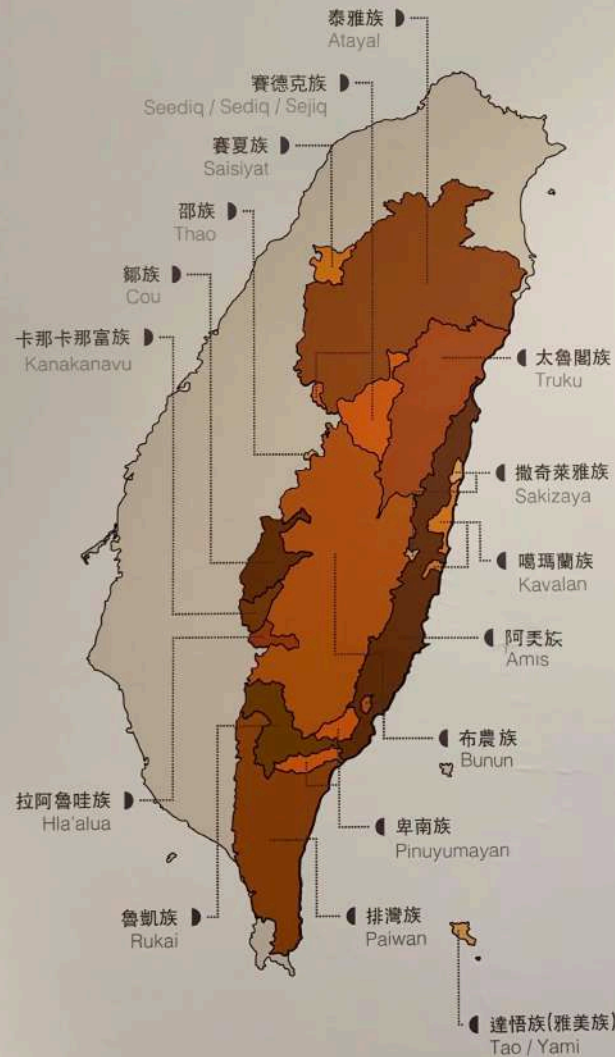 泰雅族
Atayal
賽德克族
Seediq / Sediq / Sejiq
賽夏族
Saisiyat
邵族
Thao
鄒族
Cou
卡那卡那富族
Kanakanavu
太魯閣族
Truku
撒奇萊雅族
Sakizaya
噶瑪蘭族
Kavalan
阿美族
Amis
布農族
Bunun
拉阿魯哇族
Hla'alua
卑南族
Pinuyumayan
魯凱族
Rukai
排灣族
Paiwan
達悟族(雅美族)
Tao / Yami